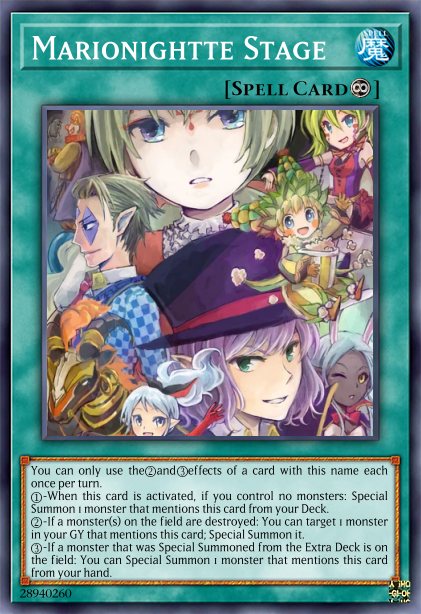 Marionightte Stage
SPELL
魔
[Spell Card]
You can only use the②and③effects of a card with this name each
once per turn.
①-When this card is activated, if you control no monsters: Special
Summon 1 monster that mentions this card from your Deck.
②-If a monster(s) on the field are destroyed: You can target 1 monster
in your GY that mentions this card; Special Summon it.
③-If a monster that was Special Summoned from the Extra Deck is on
the field: You can Special Summon 1 monster that mentions this card
from your hand.
28940260